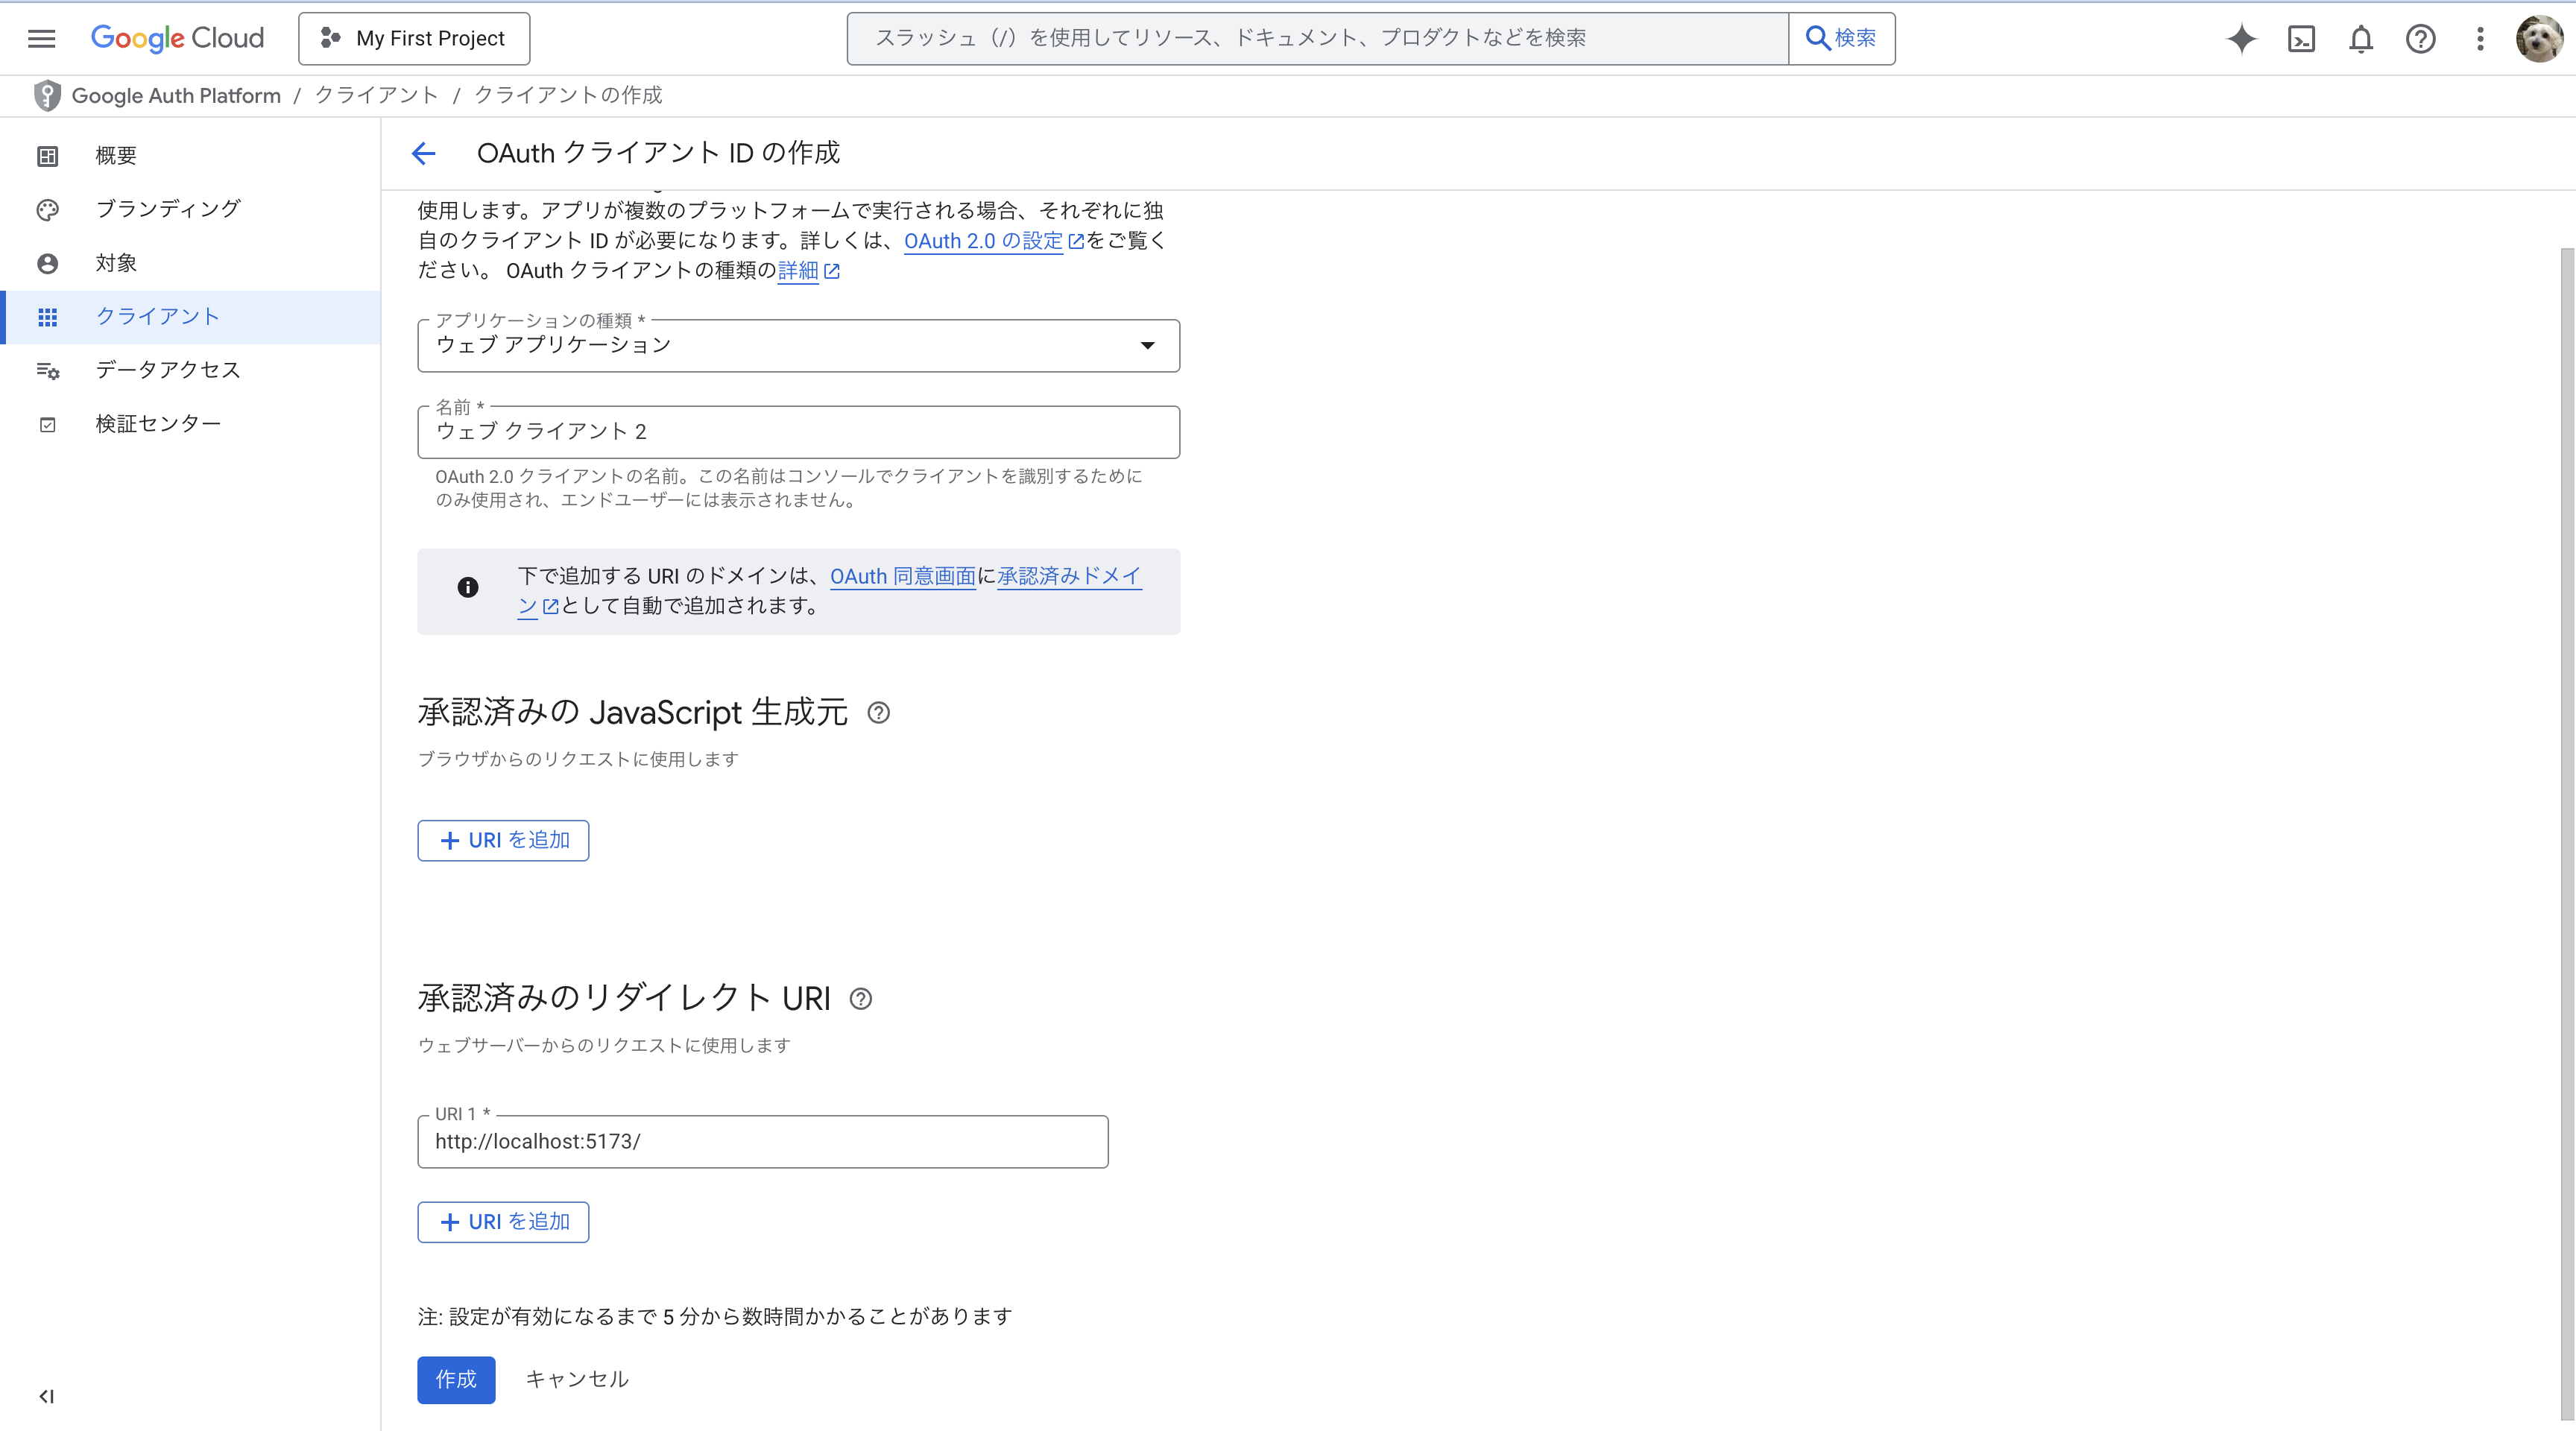 Google Cloud
My First Project
スラッシュ（/）を使用してリソース、ドキュメント、プロダクトなどを検索
検索
Google Auth Platform / クライアント / クライアントの作成
概要
ブランディング
対象
クライアント
データアクセス
検証センター
OAuth クライアント ID の作成
使用します。アプリが複数のプラットフォームで実行される場合、それぞれに独
自のクライアント ID が必要になります。詳しくは、OAuth 2.0 の設定をご覧く
ださい。 OAuth クライアントの種類の詳細
アプリケーションの種類 *
ウェブ アプリケーション
名前 *
ウェブ クライアント 2
OAuth 2.0 クライアントの名前。この名前はコンソールでクライアントを識別するために
のみ使用され、エンドユーザーには表示されません。
下で追加する URI のドメインは、OAuth 同意画面に承認済みドメイ
ンとして自動で追加されます。
承認済みの JavaScript 生成元
ブラウザからのリクエストに使用します
+ URI を追加
承認済みのリダイレクト URI
ウェブサーバーからのリクエストに使用します
URI 1 *
http://localhost:5173/
+ URI を追加
注: 設定が有効になるまで 5 分から数時間かかることがあります
作成
キャンセル